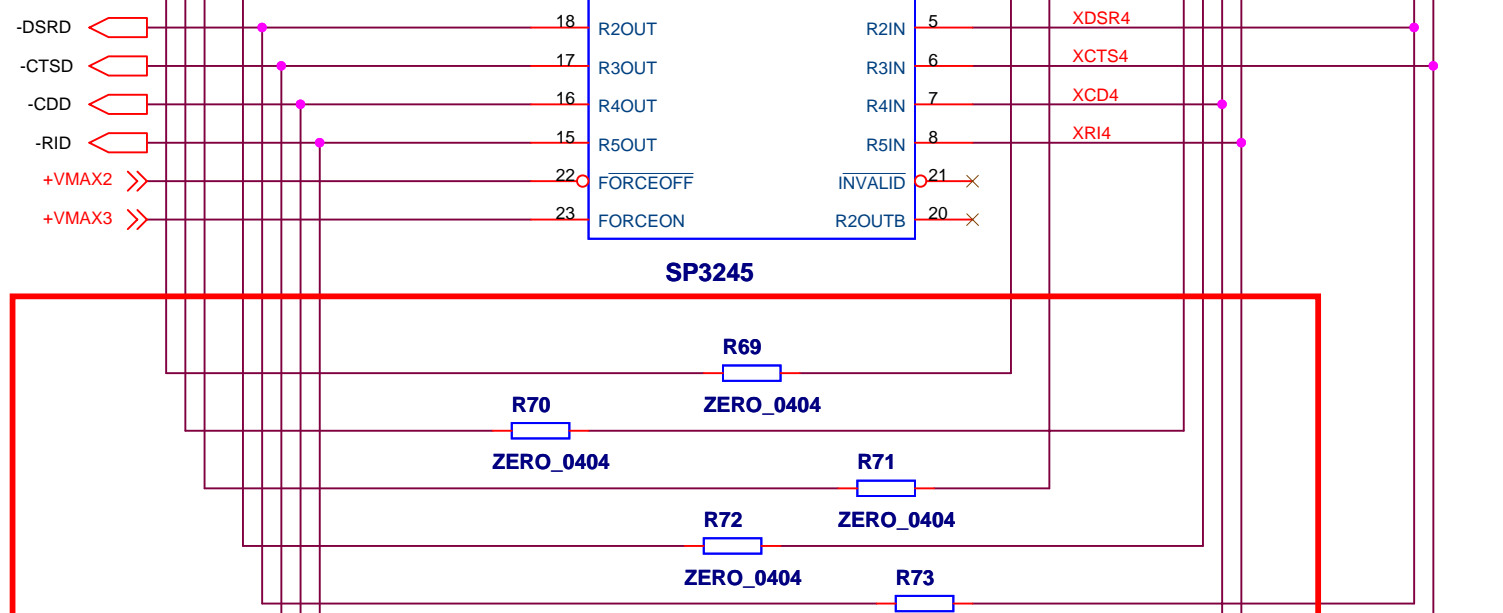 -DSRD 18 R2OUT R2IN 5 XDSR4
-CTSD 17 R3OUT R3IN 6 XCTS4
-CDD 16 R4OUT R4IN 7 XCD4
-RID 15 R5OUT R5IN 8 XRI4
+VMAX2 22 FORCEOFF INVALID 21
+VMAX3 23 FORCEON R2OUTB 20
SP3245
R69
ZERO_0404
R70
ZERO_0404
R71
ZERO_0404
R72
ZERO_0404
R73